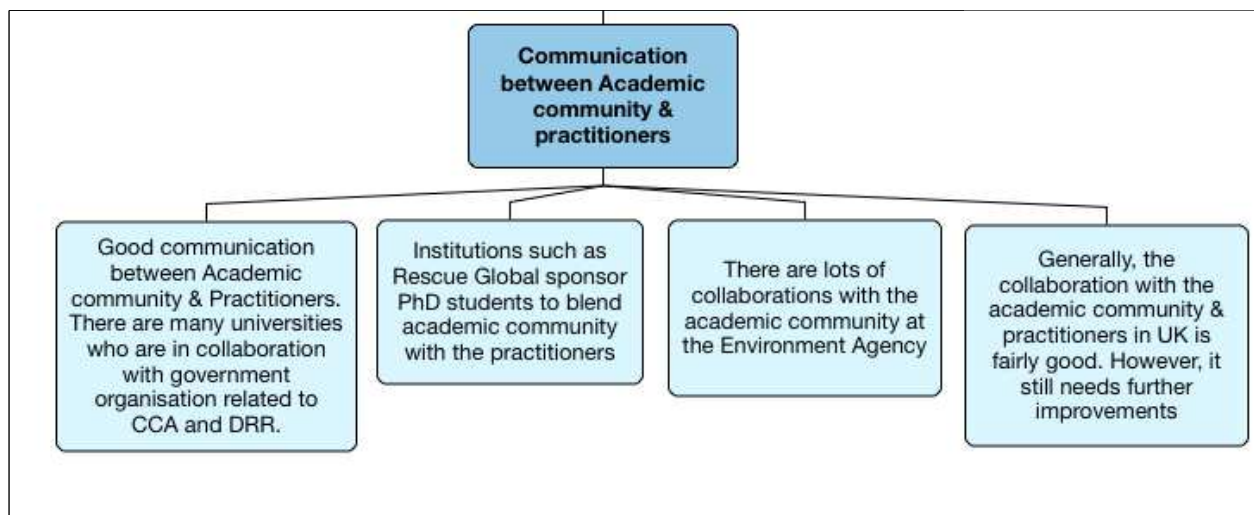 Communication
between Academic
community &
practitioners
Good communication
between Academic
community & Practitioners.
There are many universities
who are in collaboration
with government
organisation related to
CCA and DRR.
Institutions such as
Rescue Global sponsor
PhD students to blend
academic community
with the practitioners
There are lots of
collaborations with the
academic community at
the Environment Agency
Generally, the
collaboration with the
academic community &
practitioners in UK is
fairly good. However, it
still needs further
improvements